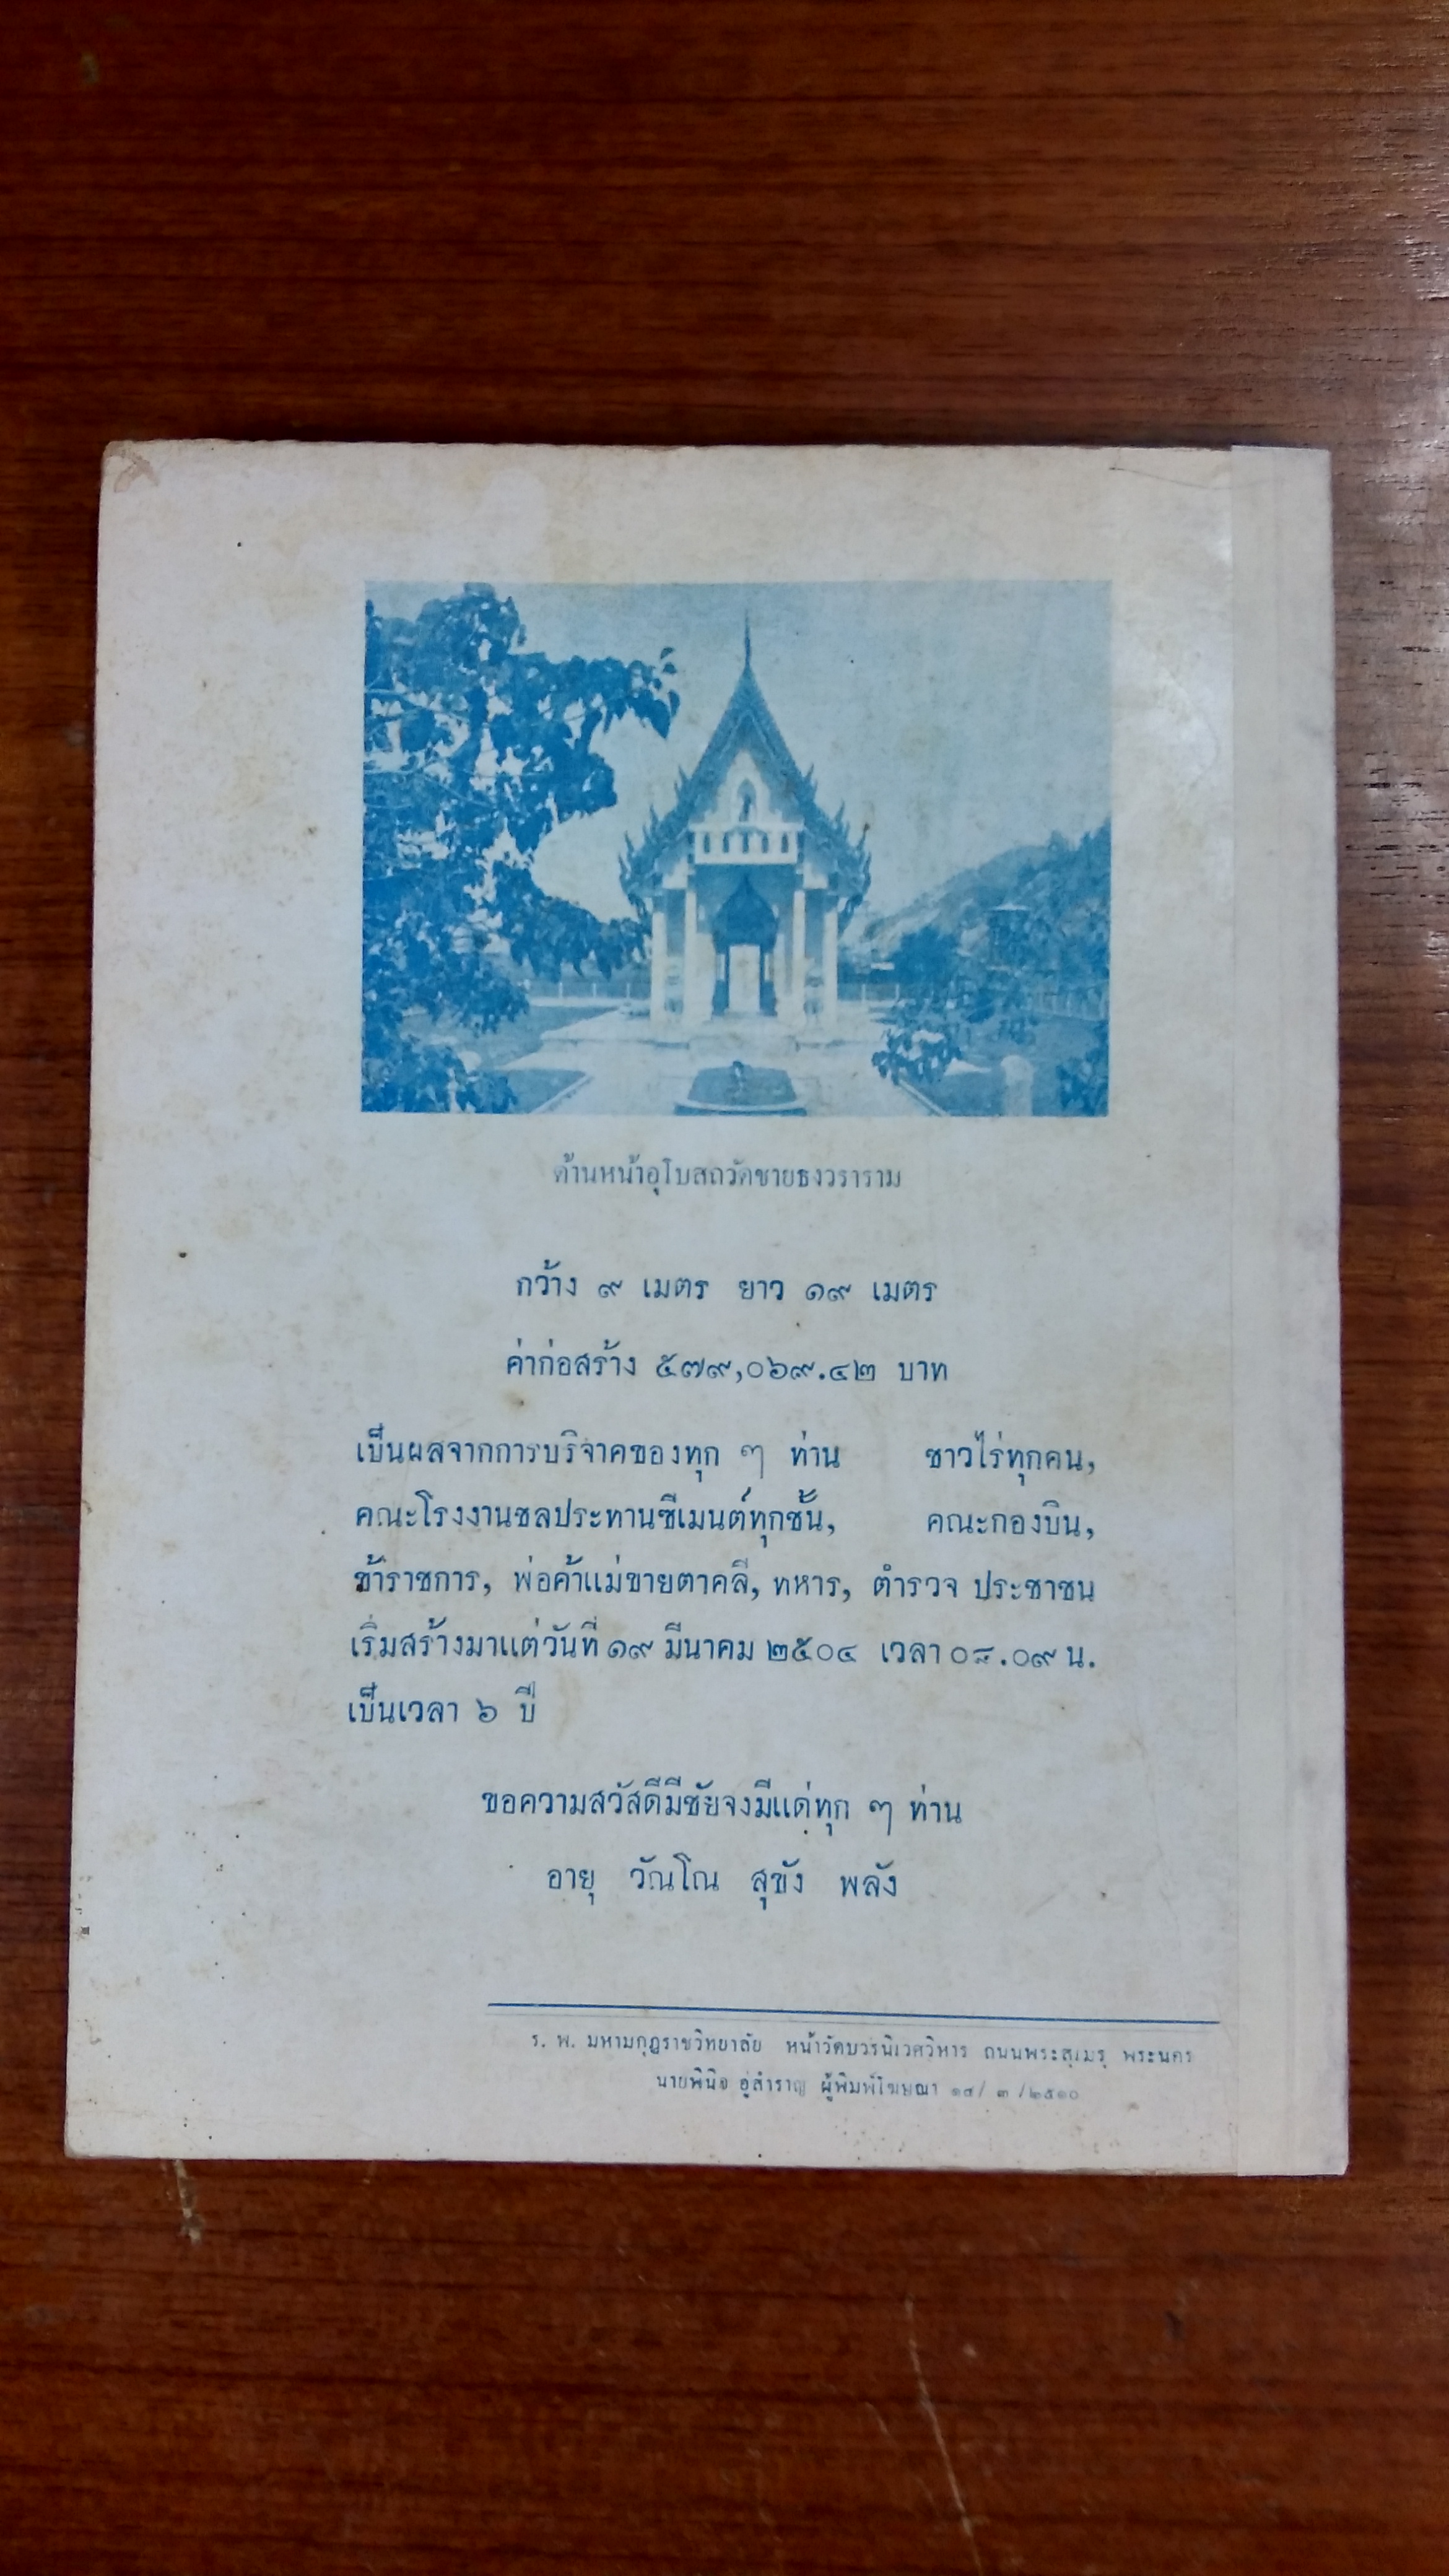 ด้านหน้าอุโบสถวัดชายธงวราราม
กว้าง ๙ เมตร ยาว ๑๙ เมตร
ค่าก่อสร้าง ๕๗๙,๐๖๙.๔๒ บาท
เป็นผลจากการบริจาคของทุก ๆ ท่าน ชาวไร่ทุกคน,
คณะโรงงานชลประทานซีเมนต์ทุกชั้น, คณะกองบิน,
ข้าราชการ, พ่อค้าแม่ขายตาคลี, ทหาร, ตำรวจ ประชาชน
เริ่มสร้างมาแต่วันที่ ๑๙ มีนาคม ๒๕๐๔ เวลา ๐๘.๐๙ น.
เป็นเวลา ๖ ปี
ขอความสวัสดีมีชัยจงมีแด่ทุก ๆ ท่าน
อายุ วัณโณ สุขัง พลัง
ร. พ. มหามกุฏราชวิทยาลัย หน้าวัดบวรนิเวศวิหาร ถนนพระสุเมรุ พระนคร
นายพินิจ อู่สำราญ ผู้พิมพ์โฆษณา ๑๔/ ๓ /๒๕๑๐